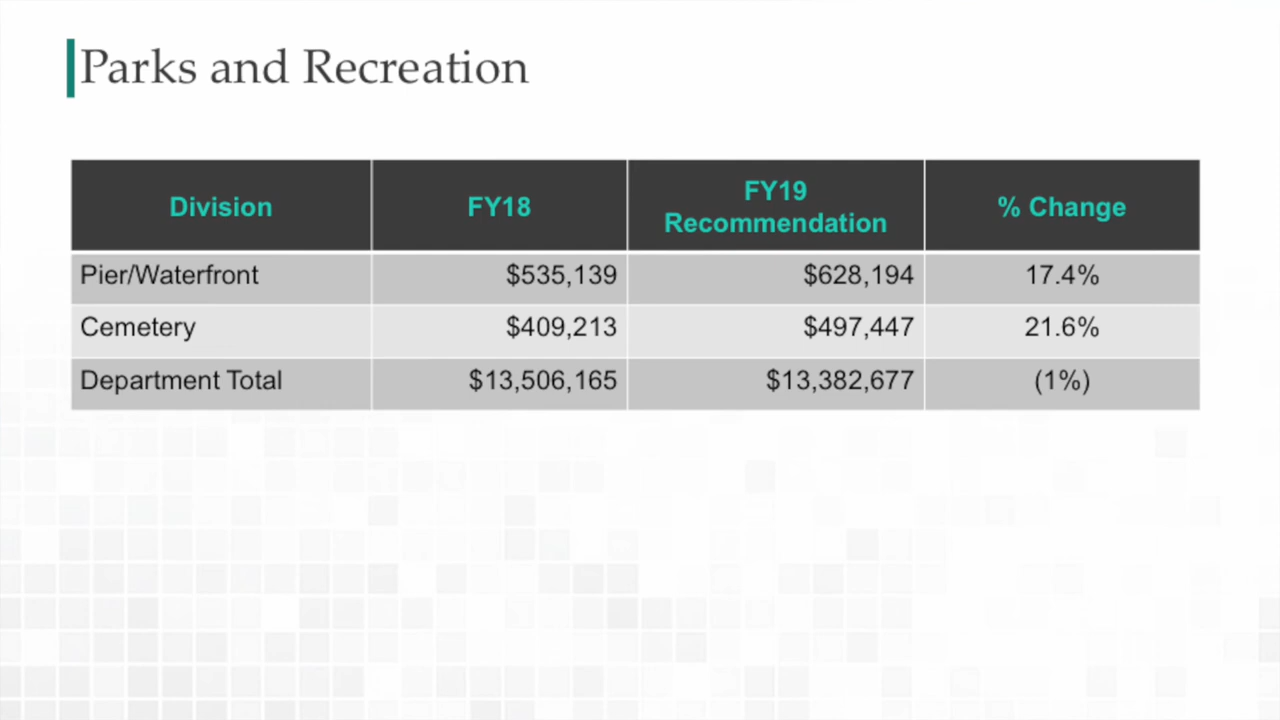 Parks and Recreation
Division FY18 FY19 Recommendation % Change
Pier/Waterfront $535,139 $628,194 17.4%
Cemetery $409,213 $497,447 21.6%
Department Total $13,506,165 $13,382,677 (1%)